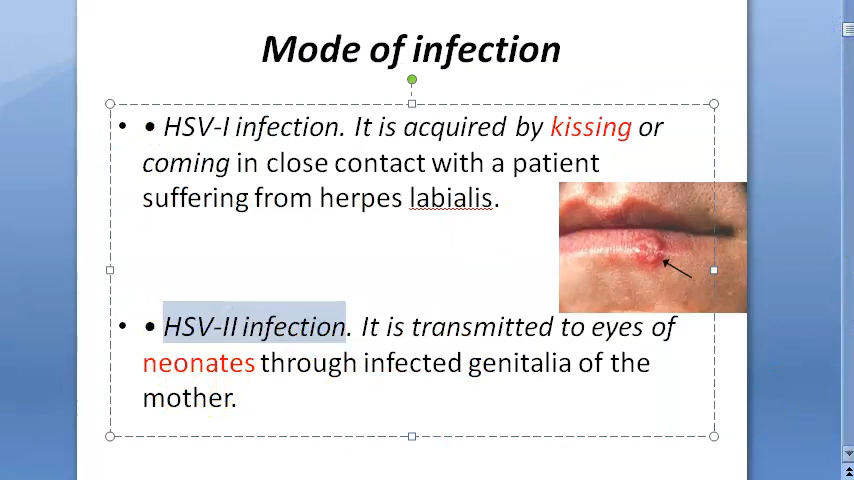 Mode of infection
• • HSV-I infection. It is acquired by kissing or
coming in close contact with a patient
suffering from herpes labialis.
• • HSV-II infection. It is transmitted to eyes of
neonates through infected genitalia of the
mother.